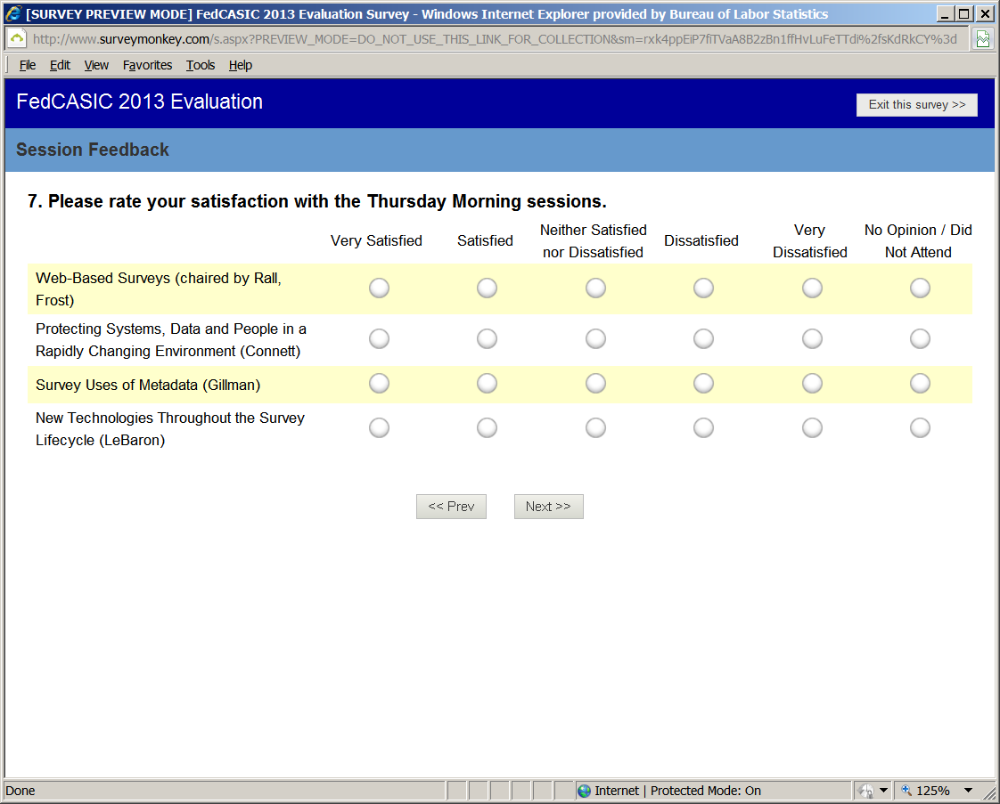 [SURVEY PREVIEW MODE] FedCASIC 2013 Evaluation Survey - Windows Internet Explorer provided by Bureau of Labor Statistics
http://www.surveymonkey.com/s.aspx?PREVIEW_MODE=DO_NOT_USE_THIS_LINK_FOR_COLLECTION&sm=rxk4ppEiP7fiTVaA8B2zBn1ffHvLuFeTTdi%2fsKdRkCY%3d
File Edit View Favorites Tools Help
FedCASIC 2013 Evaluation
Exit this survey >>
Session Feedback
7. Please rate your satisfaction with the Thursday Morning sessions.
Very Satisfied
Satisfied
Neither Satisfied
nor Dissatisfied
Dissatisfied
Very
Dissatisfied
No Opinion / Did
Not Attend
Web-Based Surveys (chaired by Rall,
Frost)
Protecting Systems, Data and People in a
Rapidly Changing Environment (Connett)
Survey Uses of Metadata (Gillman)
New Technologies Throughout the Survey
Lifecycle (LeBaron)
<< Prev
Next >>
Done
Internet | Protected Mode: On
125%